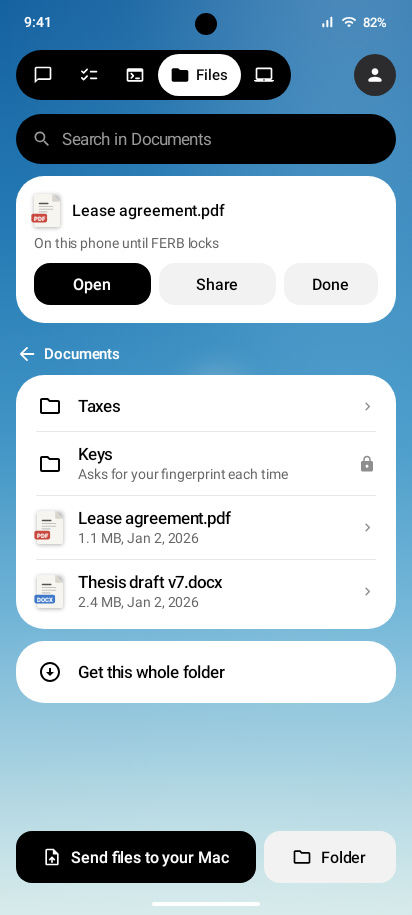 9:41
82%
Files
Search in Documents
PDF
Lease agreement.pdf
On this phone until FERB locks
Open
Share
Done
Documents
Taxes
Keys
Asks for your fingerprint each time
PDF
Lease agreement.pdf
1.1 MB, Jan 2, 2026
DOCX
Thesis draft v7.docx
2.4 MB, Jan 2, 2026
Get this whole folder
Send files to your Mac
Folder